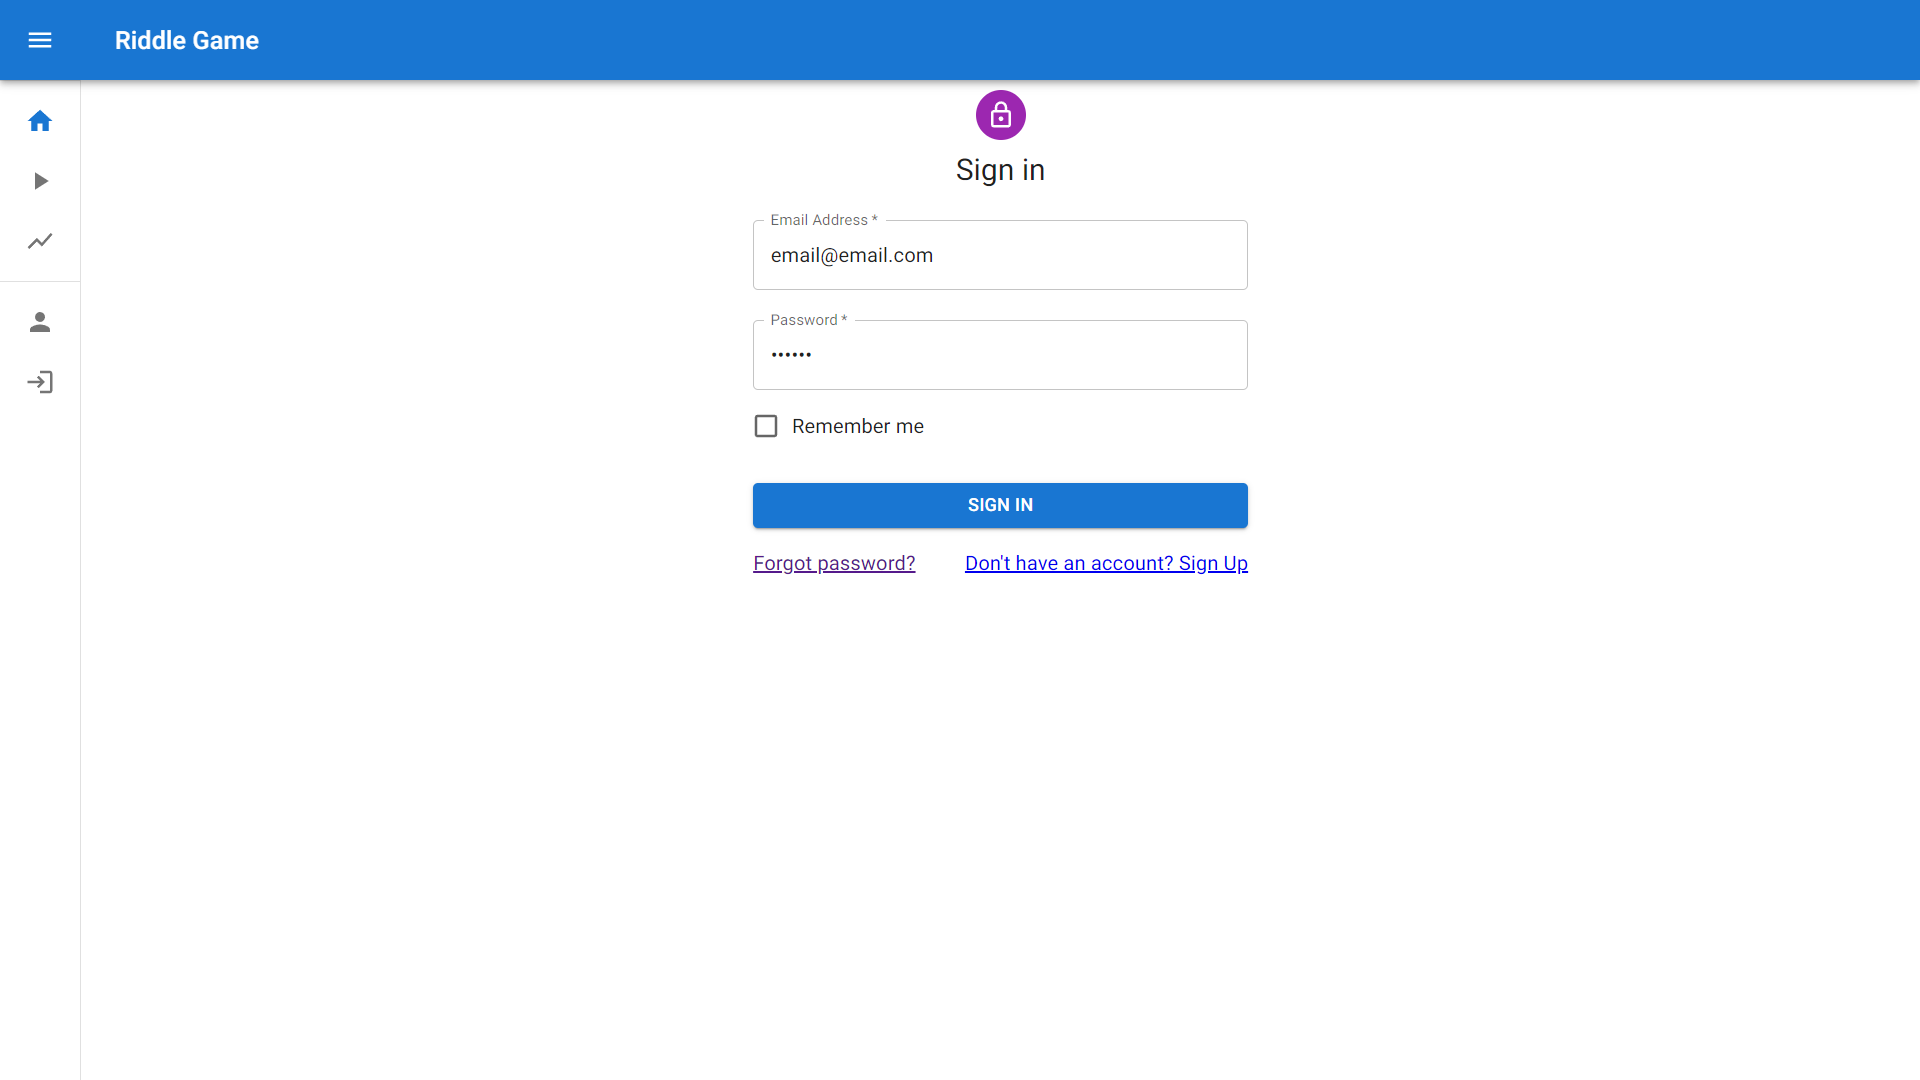 Riddle Game
Sign in
Email Address *
email@email.com
Password *
••••••
Remember me
SIGN IN
Forgot password? Don't have an account? Sign Up